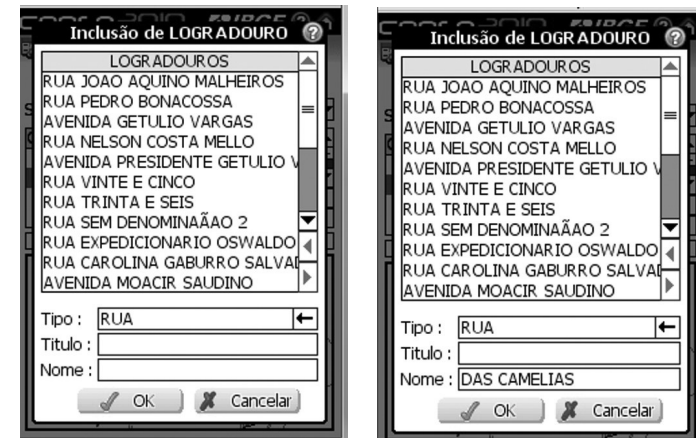 Inclusão de LOGRADOURO ?
LOGRADOUROS
RUA JOAO AQUINO MALHEIROS
RUA PEDRO BONACOSSA
AVENIDA GETULIO VARGAS
RUA NELSON COSTA MELLO
AVENIDA PRESIDENTE GETULIO V
RUA VINTE E CINCO
RUA TRINTA E SEIS
RUA SEM DENOMINAÃAO 2
RUA EXPEDICIONARIO OSWALDO
RUA CAROLINA GABURRO SALVAD
AVENIDA MOACIR SAUDINO
Tipo : RUA
Titulo :
Nome :
OK Cancelar
Inclusão de LOGRADOURO ?
LOGRADOUROS
RUA JOAO AQUINO MALHEIROS
RUA PEDRO BONACOSSA
AVENIDA GETULIO VARGAS
RUA NELSON COSTA MELLO
AVENIDA PRESIDENTE GETULIO V
RUA VINTE E CINCO
RUA TRINTA E SEIS
RUA SEM DENOMINAÃAO 2
RUA EXPEDICIONARIO OSWALDO
RUA CAROLINA GABURRO SALVAD
AVENIDA MOACIR SAUDINO
Tipo : RUA
Titulo :
Nome : DAS CAMELIAS
OK Cancelar